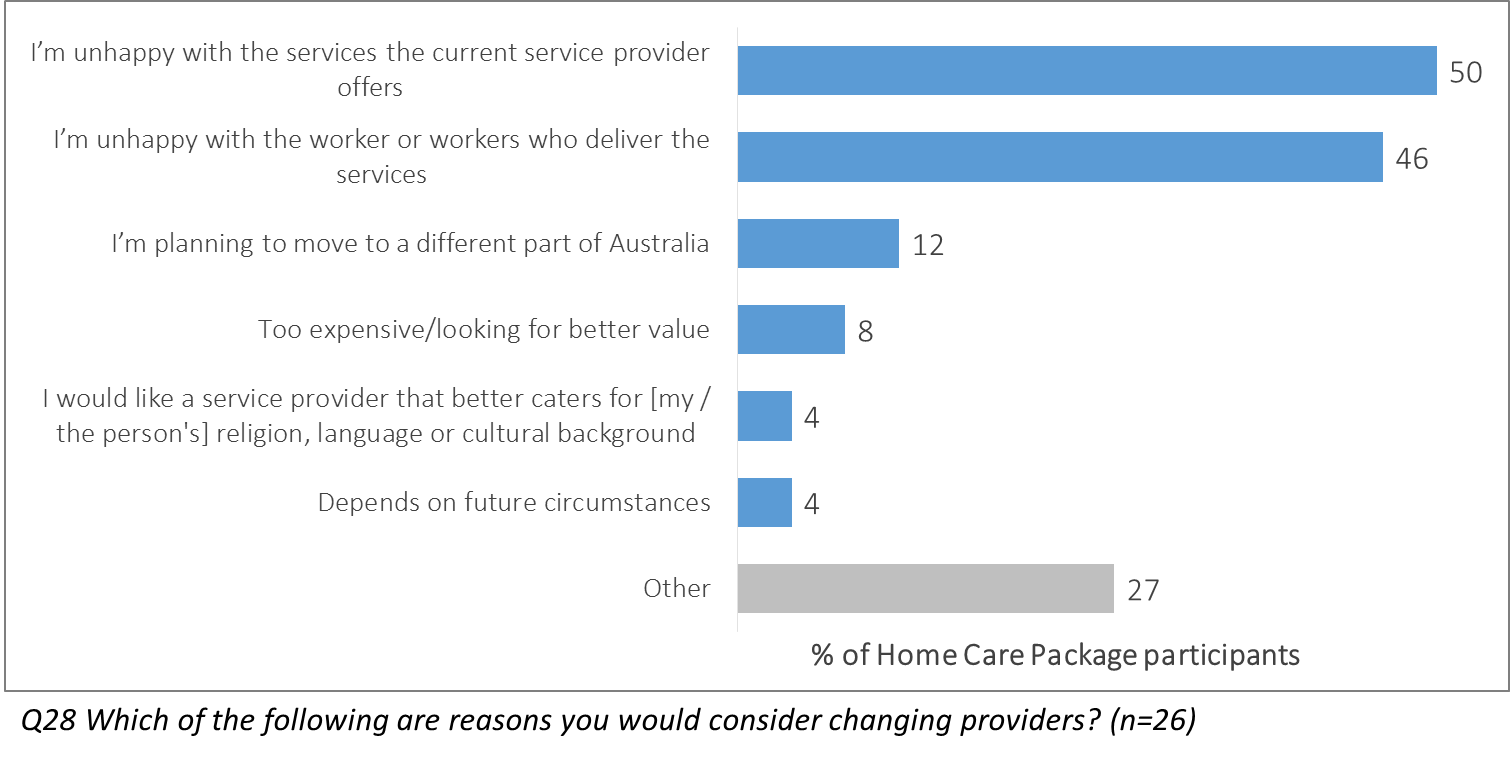 I’m unhappy with the services the current service provider
offers
50
I’m unhappy with the worker or workers who deliver the
services
46
I’m planning to move to a different part of Australia
12
Too expensive/looking for better value
8
I would like a service provider that better caters for [my /
the person's] religion, language or cultural background
4
Depends on future circumstances
4
Other
27
% of Home Care Package participants
Q28 Which of the following are reasons you would consider changing providers? (n=26)